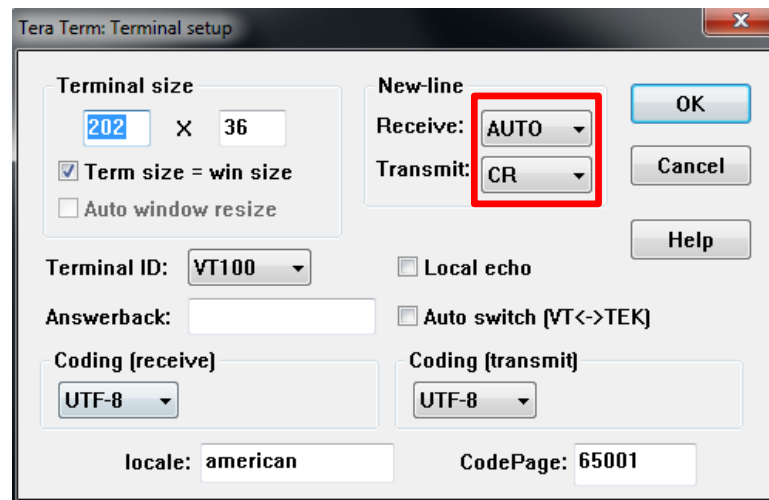 Tera Term: Terminal setup
Terminal size
202 X 36
Term size = win size
Auto window resize
New-line
Receive: AUTO
Transmit: CR
OK
Cancel
Help
Terminal ID: VT100
Local echo
Answerback:
Auto switch (VT<->TEK)
Coding (receive)
UTF-8
Coding (transmit)
UTF-8
locale: american
CodePage: 65001